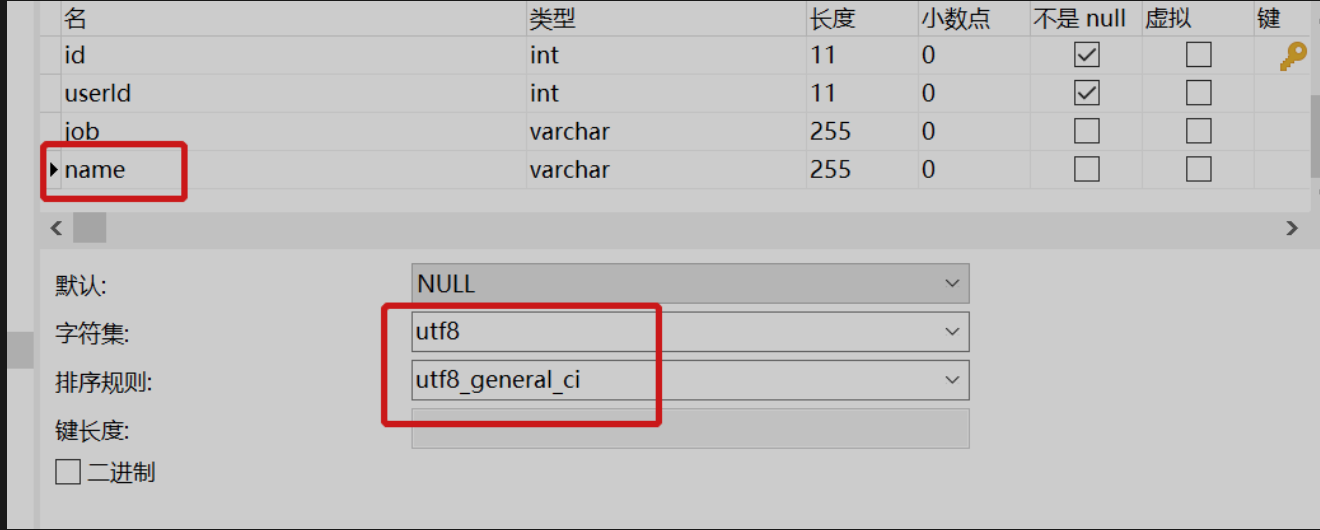 名 类型 长度 小数点 不是 null 虚拟 键
id int 11 0
userId int 11 0
job varchar 255 0
name varchar 255 0
默认: NULL
字符集: utf8
排序规则: utf8_general_ci
键长度:
二进制